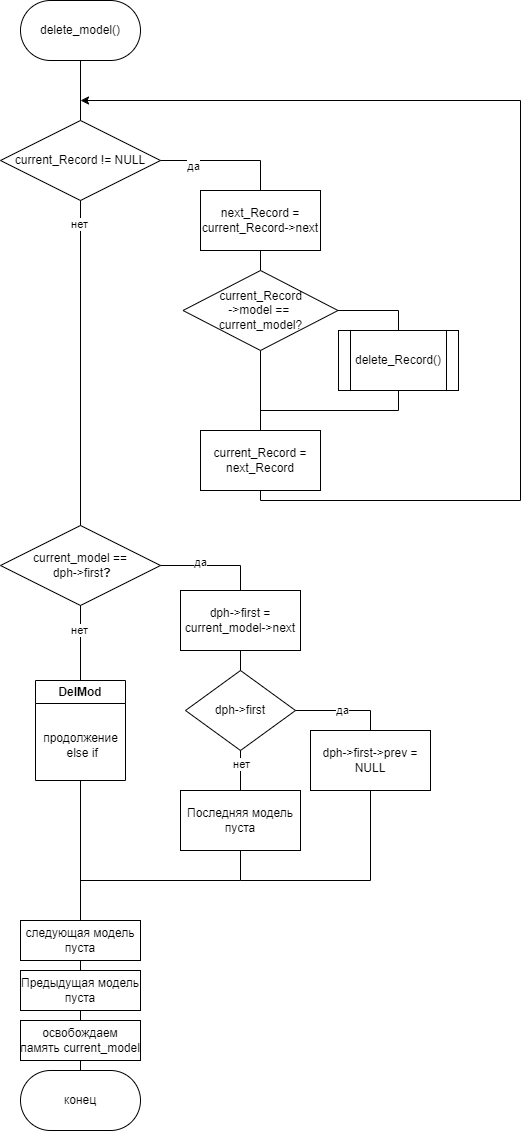 delete_model()
current_Record != NULL
да
нет
next_Record =
current_Record->next
current_Record
->model ==
current_model?
delete_Record()
current_Record =
next_Record
current_model ==
dph->first?
да
нет
dph->first =
current_model->next
DelMod
продолжение
else if
dph->first
да
нет
dph->first->prev =
NULL
Последняя модель
пуста
следующая модель
пуста
Предыдущая модель
пуста
освобождаем
память current_model
конец